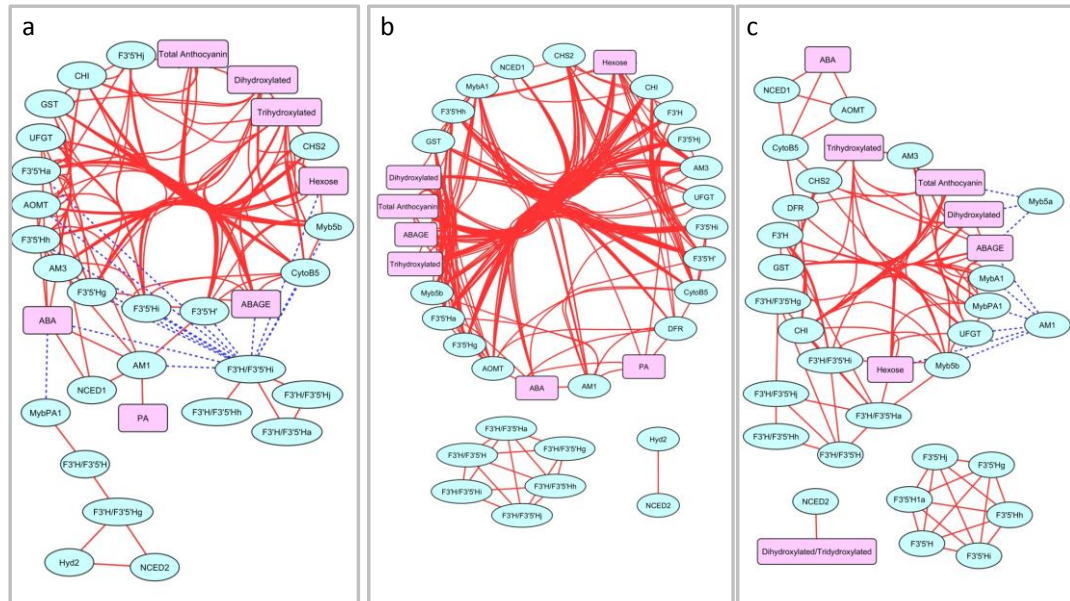 a
F3'5'Hj
Total Anthocyanin
CHI
Dihydroxylated
GST
Trihydroxylated
UFGT
CHS2
F3'5'Ha
Hexose
AOMT
Myb5b
F3'5'Hh
AM3
CytoB5
F3'5'Hg
F3'5'Hi
F3'5'H'
ABAGE
ABA
AM1
F3'H/F3'5'Hi
NCED1
F3'H/F3'5'Hj
MybPA1
PA
F3'H/F3'5'Hh
F3'H/F3'5'Ha
F3'H/F3'5'H
F3'H/F3'5'Hg
Hyd2
NCED2
b
CHS2
NCED1
Hexose
MybA1
CHI
F3'5'Hh
F3'H
GST
F3'5'Hj
Dihydroxylated
AM3
Total Anthocyanin
UFGT
ABAGE
F3'5'Hi
Trihydroxylated
F3'5'H'
Myb5b
CytoB5
F3'5'Ha
DFR
F3'5'Hg
AOMT
PA
ABA
AM1
F3'H/F3'5'Ha
Hyd2
F3'H/F3'5'H
F3'H/F3'5'Hg
F3'H/F3'5'Hi
F3'H/F3'5'Hh
F3'H/F3'5'Hj
NCED2
c
ABA
NCED1
AOMT
CytoB5
Trihydroxylated
AM3
CHS2
Total Anthocyanin
Myb5a
DFR
Dihydroxylated
F3'H
ABAGE
GST
MybA1
F3'H/F3'5'Hg
MybPA1
CHI
UFGT
AM1
F3'H/F3'5'Hi
Hexose
Myb5b
F3'H/F3'5'Hj
F3'H/F3'5'Ha
F3'H/F3'5'Hh
F3'H/F3'5'H
F3'5'Hj
F3'5'Hg
NCED2
F3'5'H1a
F3'5'Hh
F3'5'H
F3'5'Hi
Dihydroxylated/Tridydroxylated